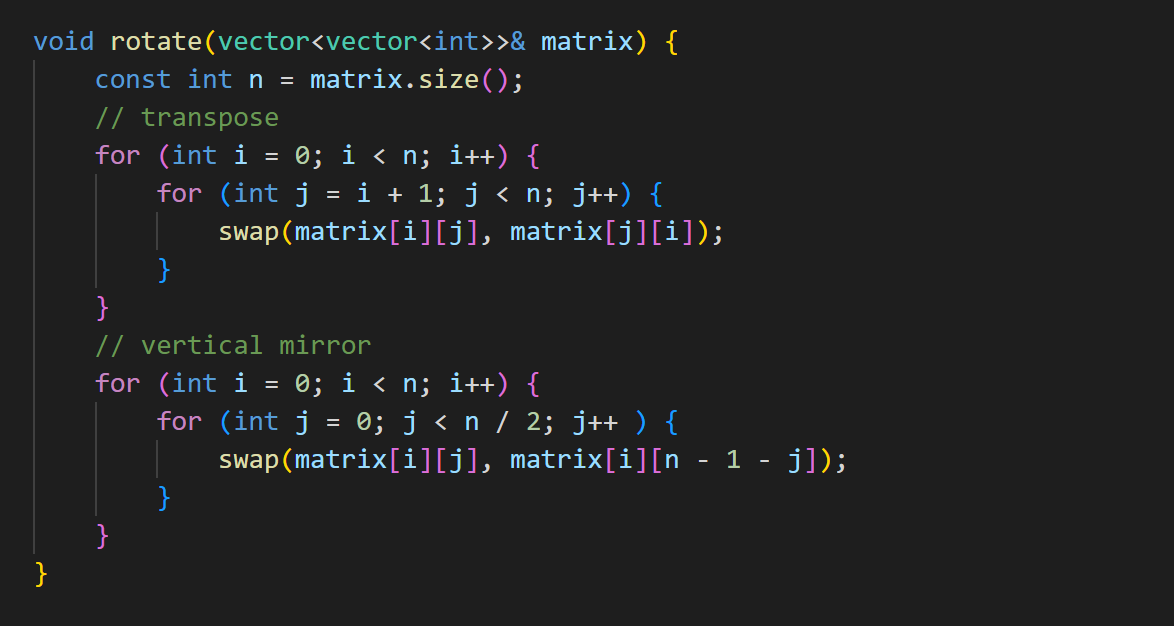 void rotate(vector<vector<int>>& matrix) {
    const int n = matrix.size();
    // transpose
    for (int i = 0; i < n; i++) {
        for (int j = i + 1; j < n; j++) {
            swap(matrix[i][j], matrix[j][i]);
        }
    }
    // vertical mirror
    for (int i = 0; i < n; i++) {
        for (int j = 0; j < n / 2; j++ ) {
            swap(matrix[i][j], matrix[i][n - 1 - j]);
        }
    }
}